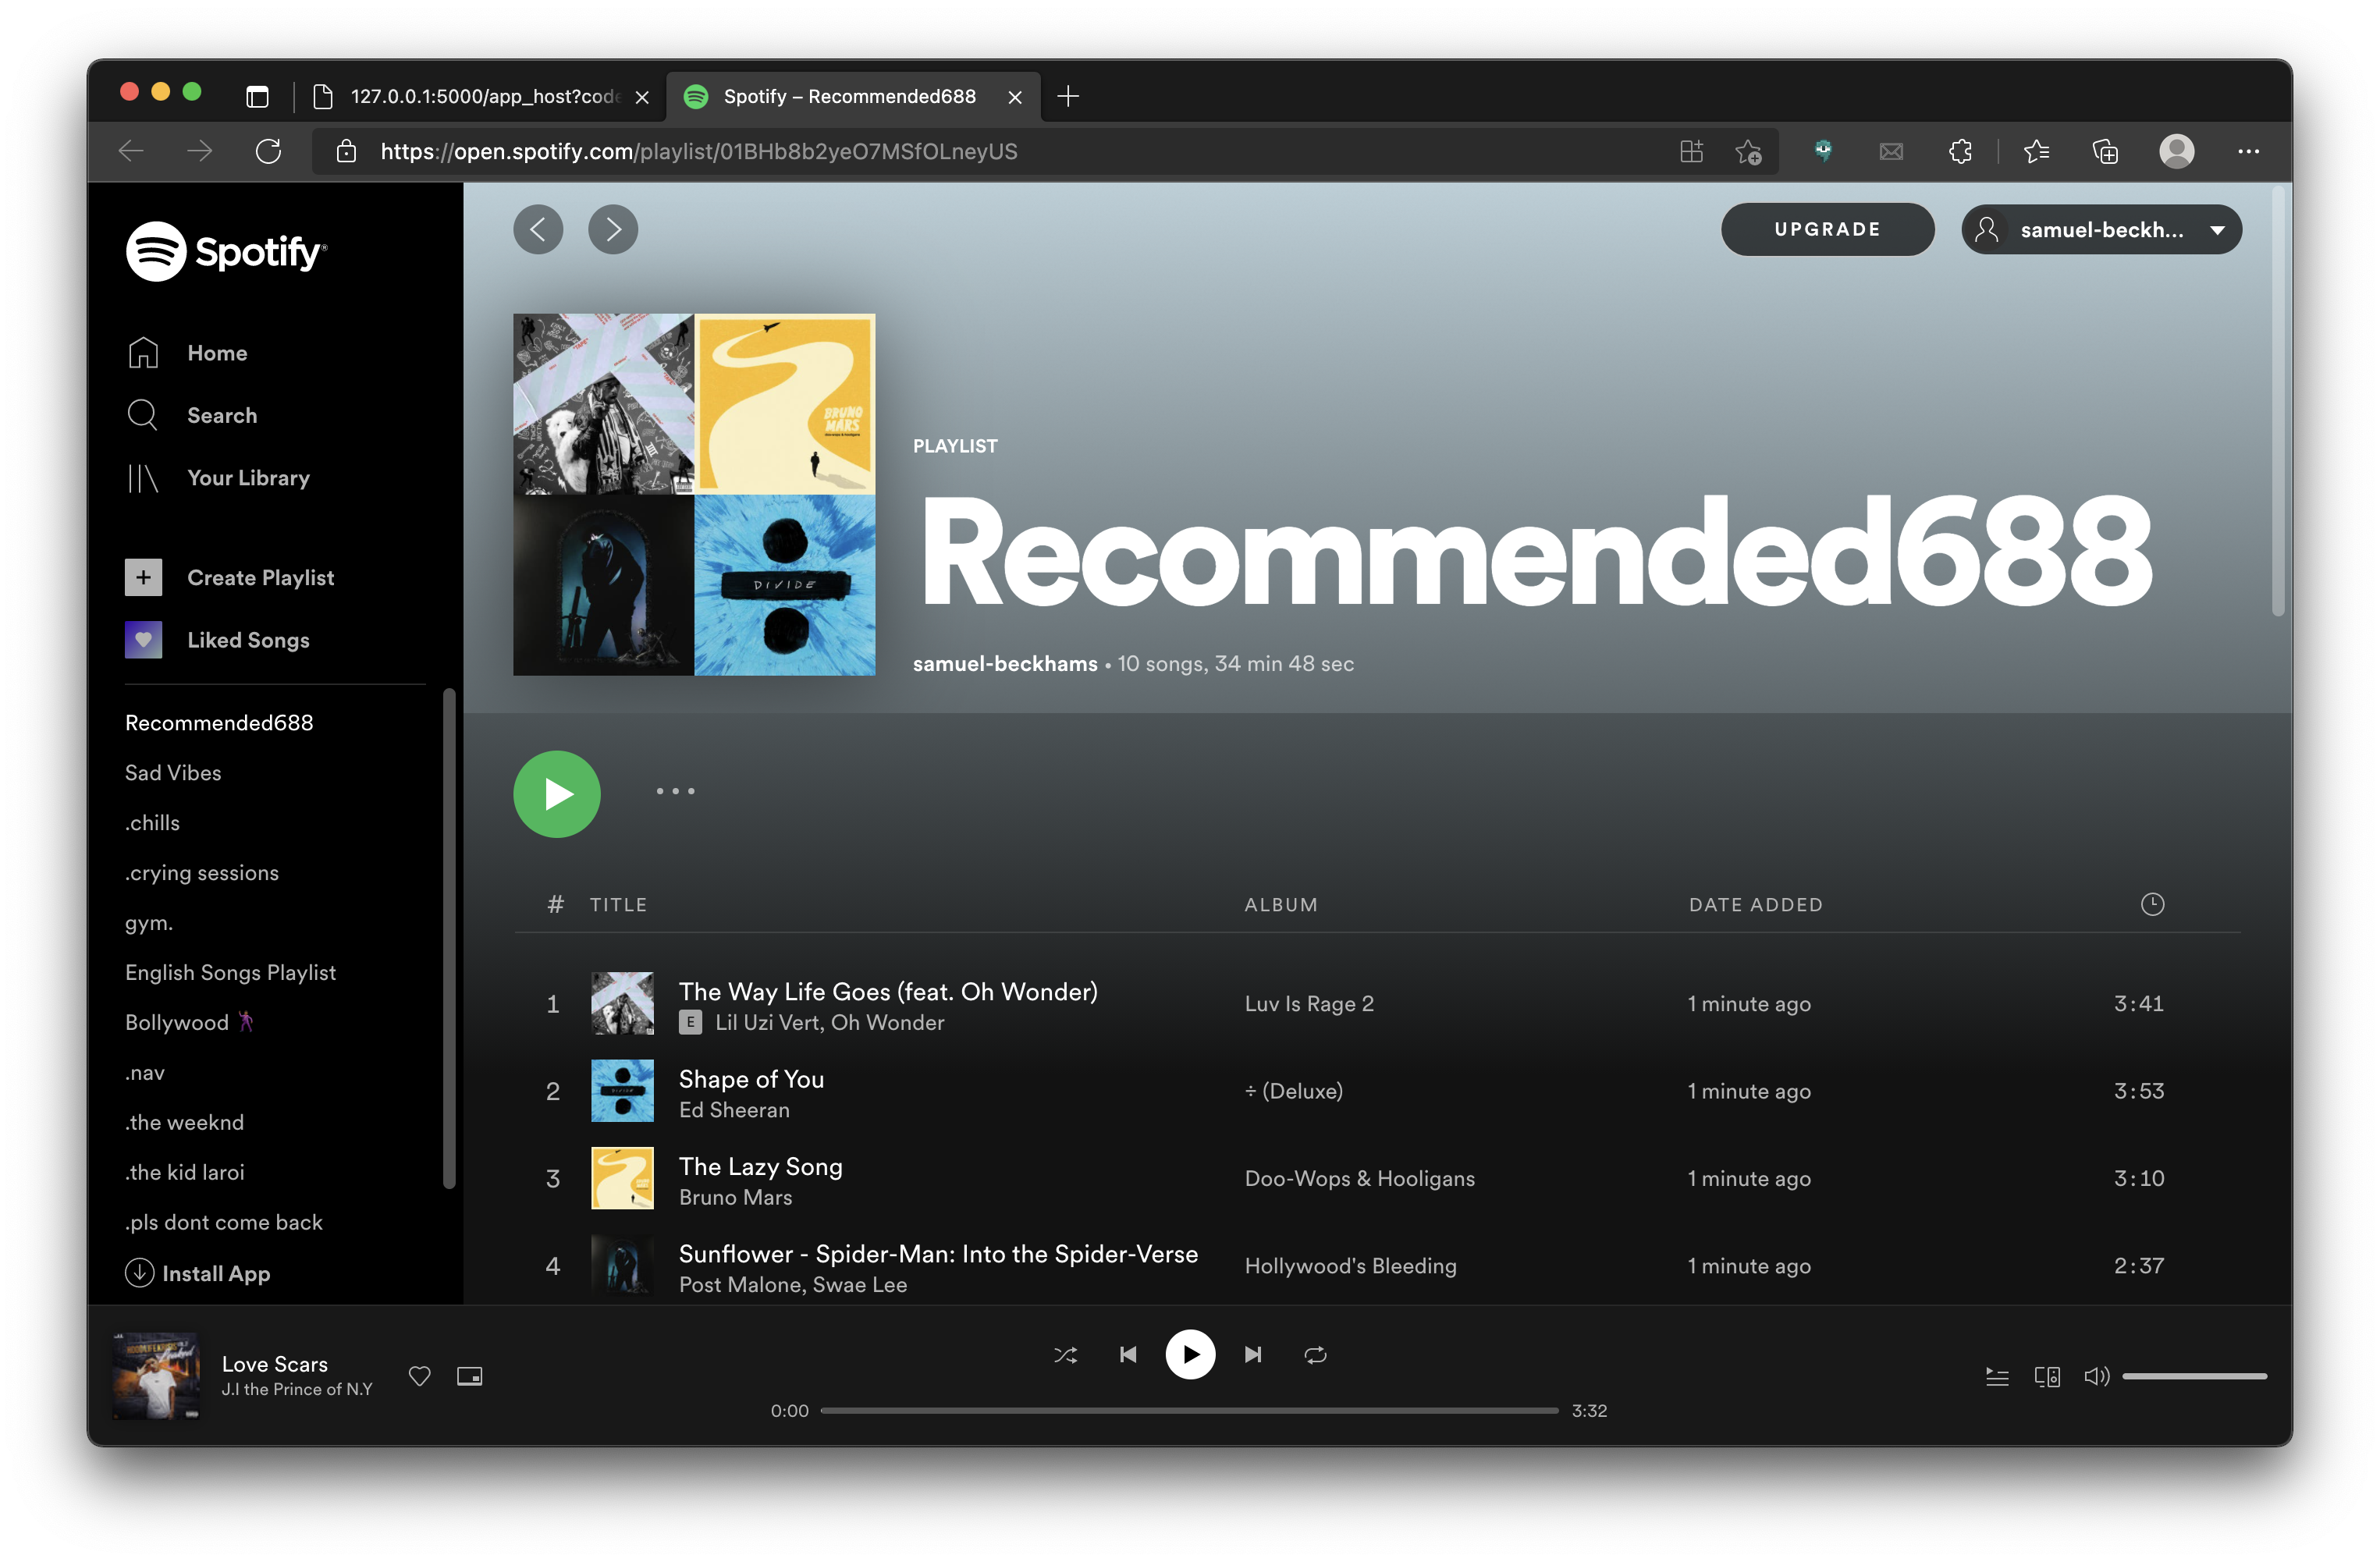 127.0.0.1:5000/app_host?code
Spotify – Recommended688
https://open.spotify.com/playlist/01BHb8b2yeO7MSfOLneyUS
Spotify®
Home
Search
Your Library
Create Playlist
Liked Songs
Recommended688
Sad Vibes
.chills
.crying sessions
gym.
English Songs Playlist
Bollywood 🕺
.nav
.the weeknd
.the kid laroi
.pls dont come back
Install App
UPGRADE
samuel-beckh...
BRUNO
MARS
DIVIDE
PLAYLIST
Recommended688
samuel-beckhams • 10 songs, 34 min 48 sec
# TITLE ALBUM DATE ADDED
1 The Way Life Goes (feat. Oh Wonder) Luv Is Rage 2 1 minute ago 3:41
E Lil Uzi Vert, Oh Wonder
2 Shape of You ÷ (Deluxe) 1 minute ago 3:53
Ed Sheeran
3 The Lazy Song Doo-Wops & Hooligans 1 minute ago 3:10
Bruno Mars
4 Sunflower - Spider-Man: Into the Spider-Verse Hollywood's Bleeding 1 minute ago 2:37
Post Malone, Swae Lee
Love Scars
J.I the Prince of N.Y
0:00
3:32